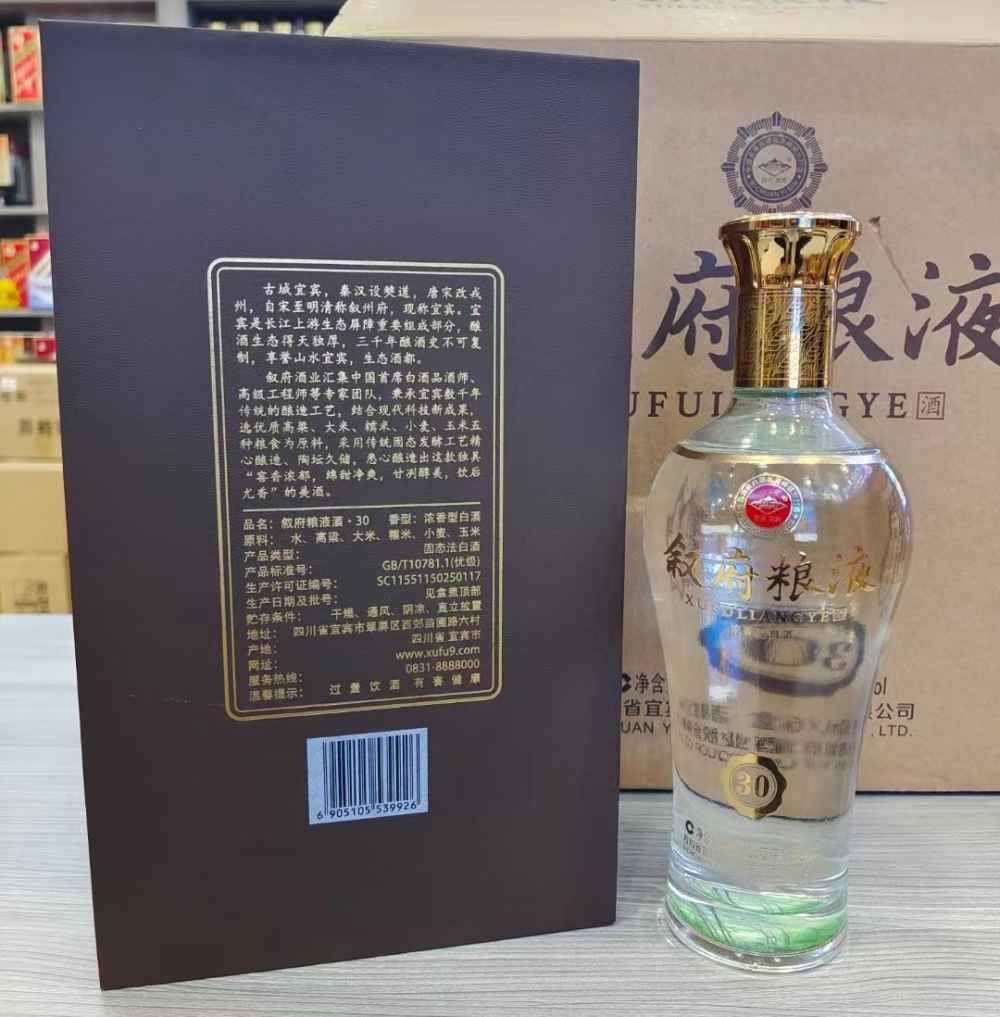 古城宜宾，秦汉设僰道，唐宋改戎
州，自宋至明清称叙州府，现称宜宾。宜
宾是长江上游生态屏障重要组成部分，酿
酒生态得天独厚，三千年酿酒史不可复
制，享誉山水宜宾，生态酒都。
叙府酒业汇集中国首席白酒品酒师、
高级工程师等专家团队，秉承宜宾数千年
传统的酿造工艺，结合现代科技新成果，
选优质高粱、大米、糯米、小麦、玉米五
种粮食为原料，采用传统固态发酵工艺精
心酿造、陶坛久储，悉心酿造出这款独具
“窖香浓郁，绵甜净爽，甘冽醇美，饮后
尤香”的美酒。
品名：叙府粮液酒·30 香型：浓香型白酒
原料： 水、高粱、大米、糯米、小麦、玉米
产品类型： 固态法白酒
产品标准号： GB/T10781.1(优级)
生产许可证编号： SC11551150250117
生产日期及批号： 见盒盖顶部
贮存条件： 干燥、通风、阴凉、直立放置
地址： 四川省宜宾市翠屏区西郊苗圃路六村
产地： 四川省 宜宾市
网址： www.xufu9.com
服务热线： 0831-8888000
温馨提示： 过量饮酒 有害健康
6 905105 539926
府粮液
UFULIANGYE 酒
叙府粮液
XUFULIANGYE
30
净含
省宜宾
公司
UAN Y
, LTD.